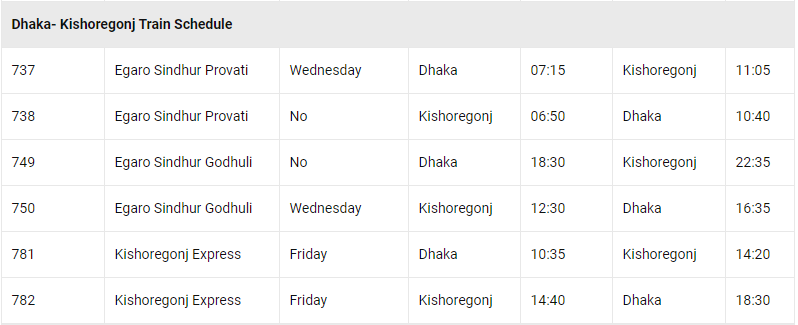 Dhaka- Kishoregonj Train Schedule
737 Egaro Sindhur Provati Wednesday Dhaka 07:15 Kishoregonj 11:05
738 Egaro Sindhur Provati No Kishoregonj 06:50 Dhaka 10:40
749 Egaro Sindhur Godhuli No Dhaka 18:30 Kishoregonj 22:35
750 Egaro Sindhur Godhuli Wednesday Kishoregonj 12:30 Dhaka 16:35
781 Kishoregonj Express Friday Dhaka 10:35 Kishoregonj 14:20
782 Kishoregonj Express Friday Kishoregonj 14:40 Dhaka 18:30